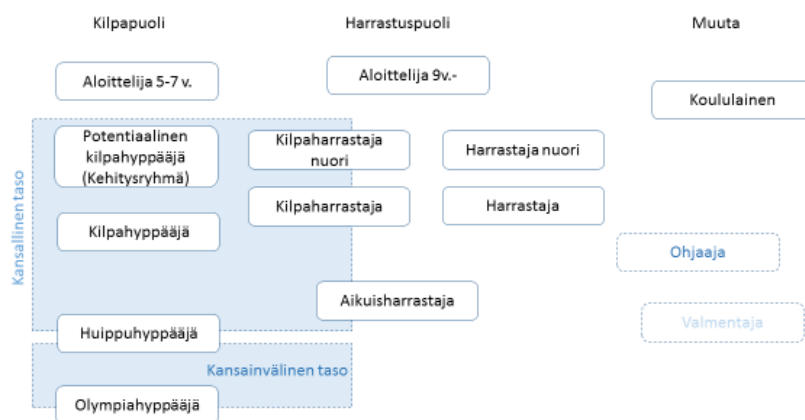 Kilpapuoli
Harrastuspuoli
Muuta
Aloittelija 5-7 v.
Aloittelija 9v.-
Koululainen
Potentiaalinen
kilpahyppääjä
(Kehitysryhmä)
Kilpaharrastaja
nuori
Harrastaja nuori
Kansallinen taso
Kilpahyppääjä
Kilpaharrastaja
Harrastaja
Ohjaaja
Aikuisharrastaja
Valmentaja
Huippuhyppääjä
Kansainvälinen taso
Olympiahyppääjä